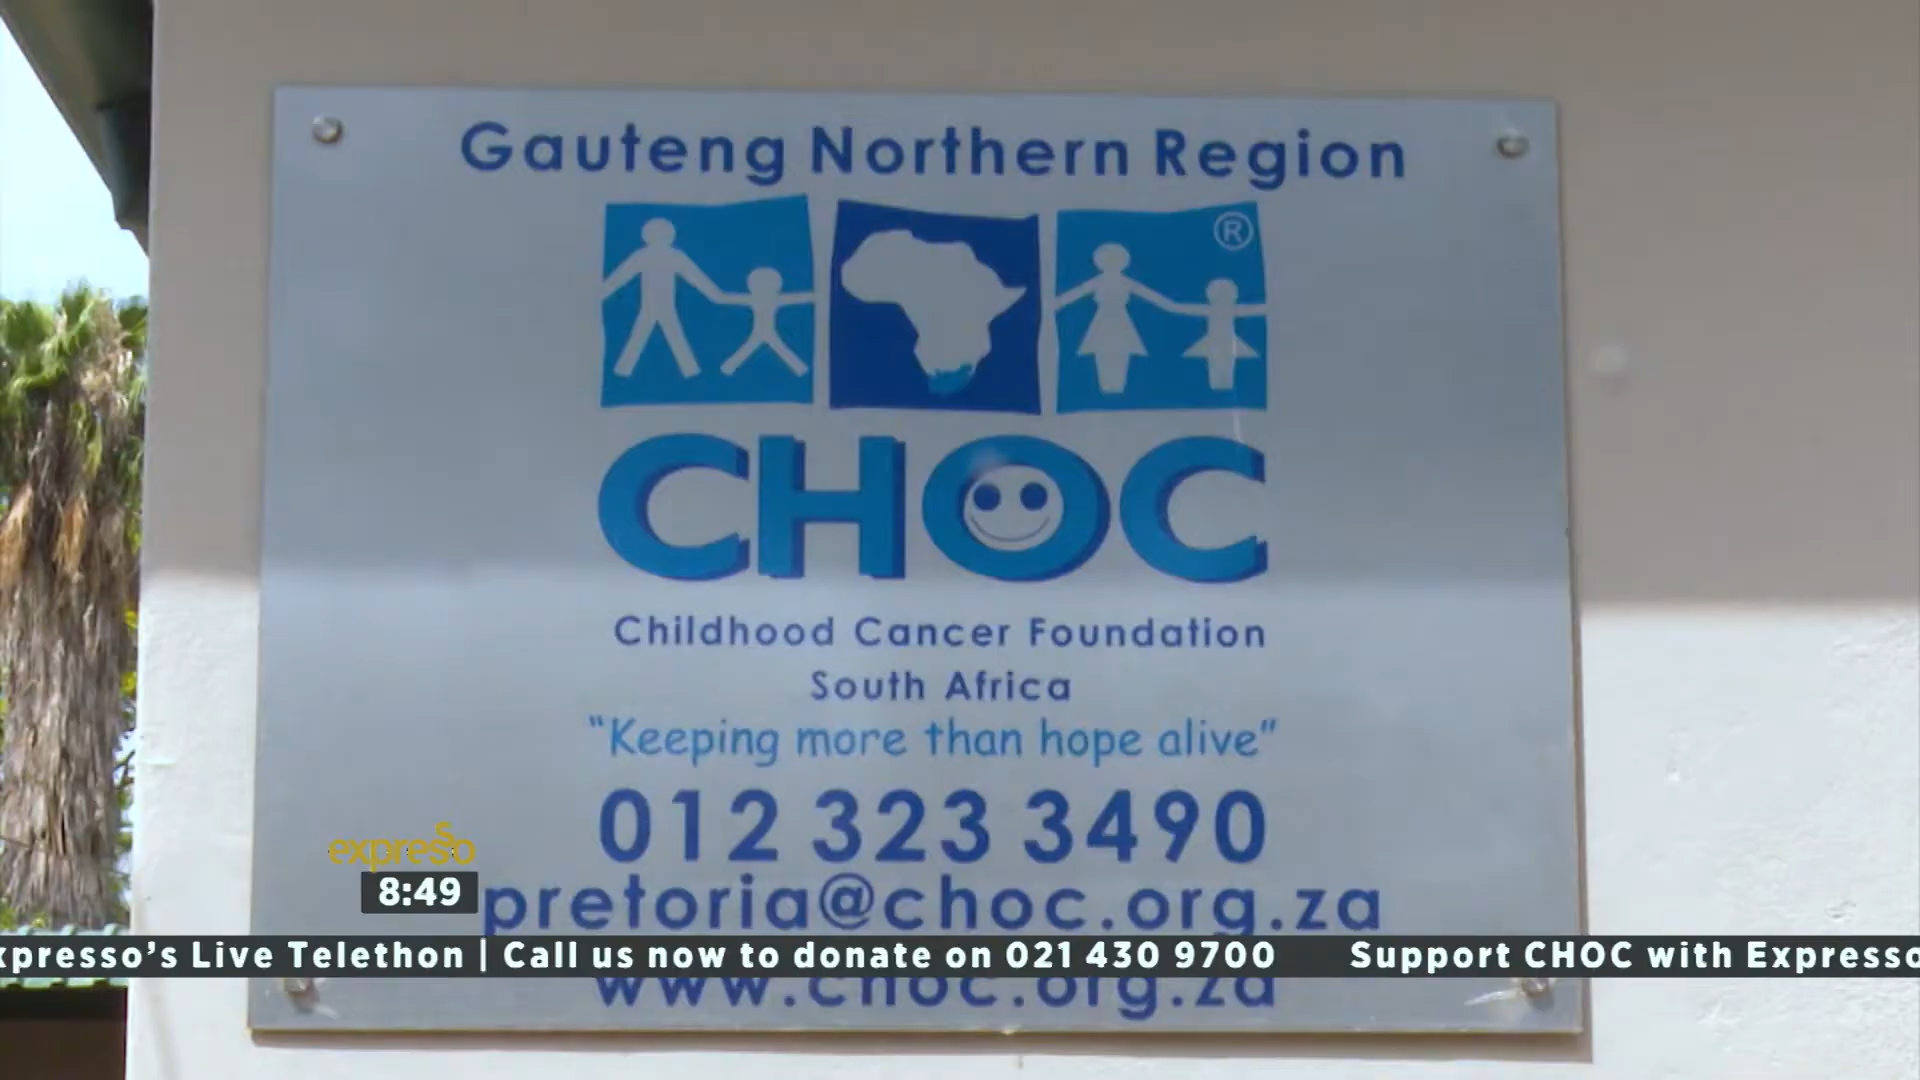 Gauteng Northern Region
®
CHOC
Childhood Cancer Foundation
South Africa
"Keeping more than hope alive"
012 323 3490
expresso
8:49
pretoria@choc.org.za
xpresso's Live Telethon | Call us now to donate on 021 430 9700 Support CHOC with Expresso
www.choc.org.za